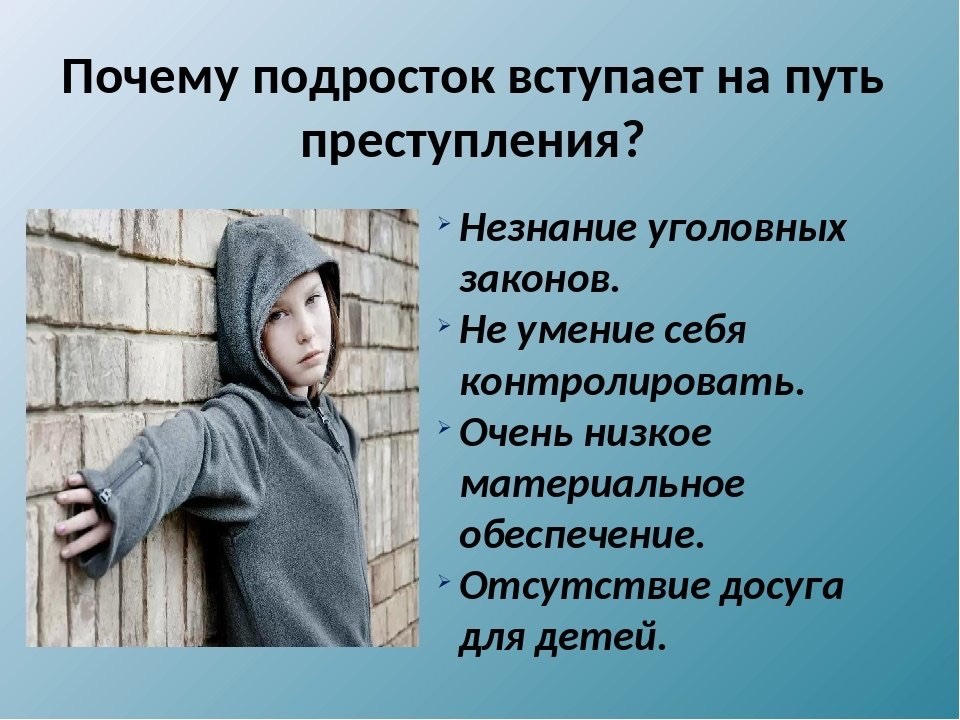 Почему подросток вступает на путь
преступления?
Незнание уголовных
законов.
Не умение себя
контролировать.
Очень низкое
материальное
обеспечение.
Отсутствие досуга
для детей.